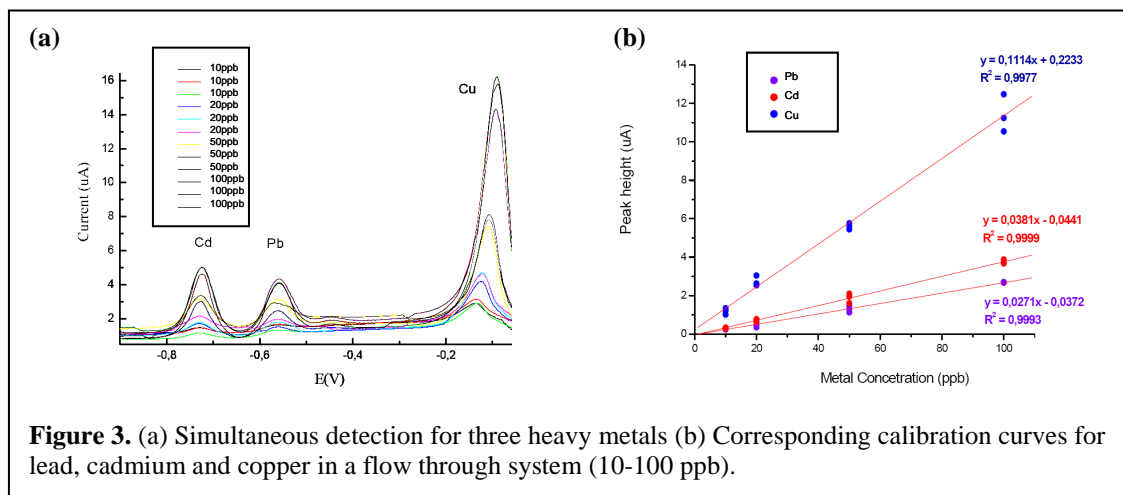 (a)
10ppb
10ppb
10ppb
20ppb
20ppb
20ppb
50ppb
50ppb
50ppb
100ppb
100ppb
100ppb
Cu
Cd
Pb
Current (uA)
16
14
12
10
8
6
4
2
-0,8
-0,6
-0,4
-0,2
E(V)
(b)
Pb
Cd
Cu
y = 0,1114x + 0,2233
R² = 0,9977
y = 0,0381x - 0,0441
R² = 0,9999
y = 0,0271x - 0,0372
R² = 0,9993
Peak height (uA)
14
12
10
8
6
4
2
0
0
20
40
60
80
100
Metal Concetration (ppb)
Figure 3. (a) Simultaneous detection for three heavy metals (b) Corresponding calibration curves for
lead, cadmium and copper in a flow through system (10-100 ppb).